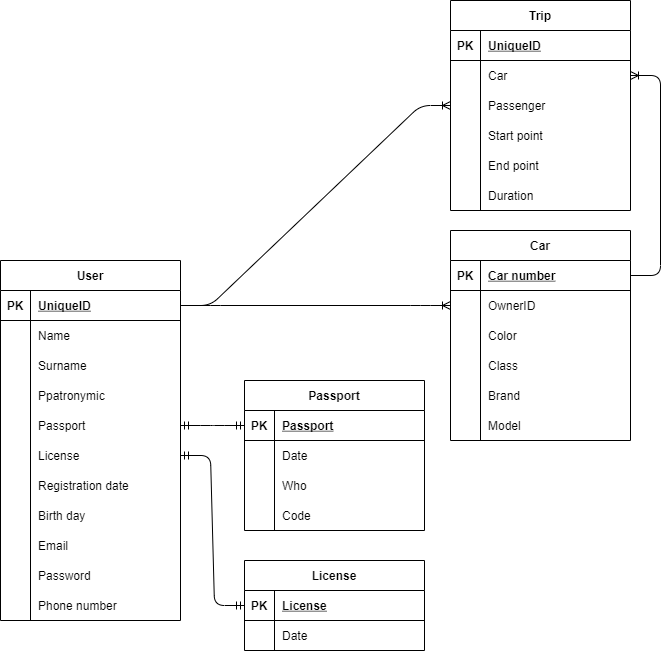 Trip
PK UniqueID
Car
Passenger
Start point
End point
Duration
Car
PK Car number
OwnerID
Color
Class
Brand
Model
User
PK UniqueID
Name
Surname
Ppatronymic
Passport
License
Registration date
Birth day
Email
Password
Phone number
Passport
PK Passport
Date
Who
Code
License
PK License
Date